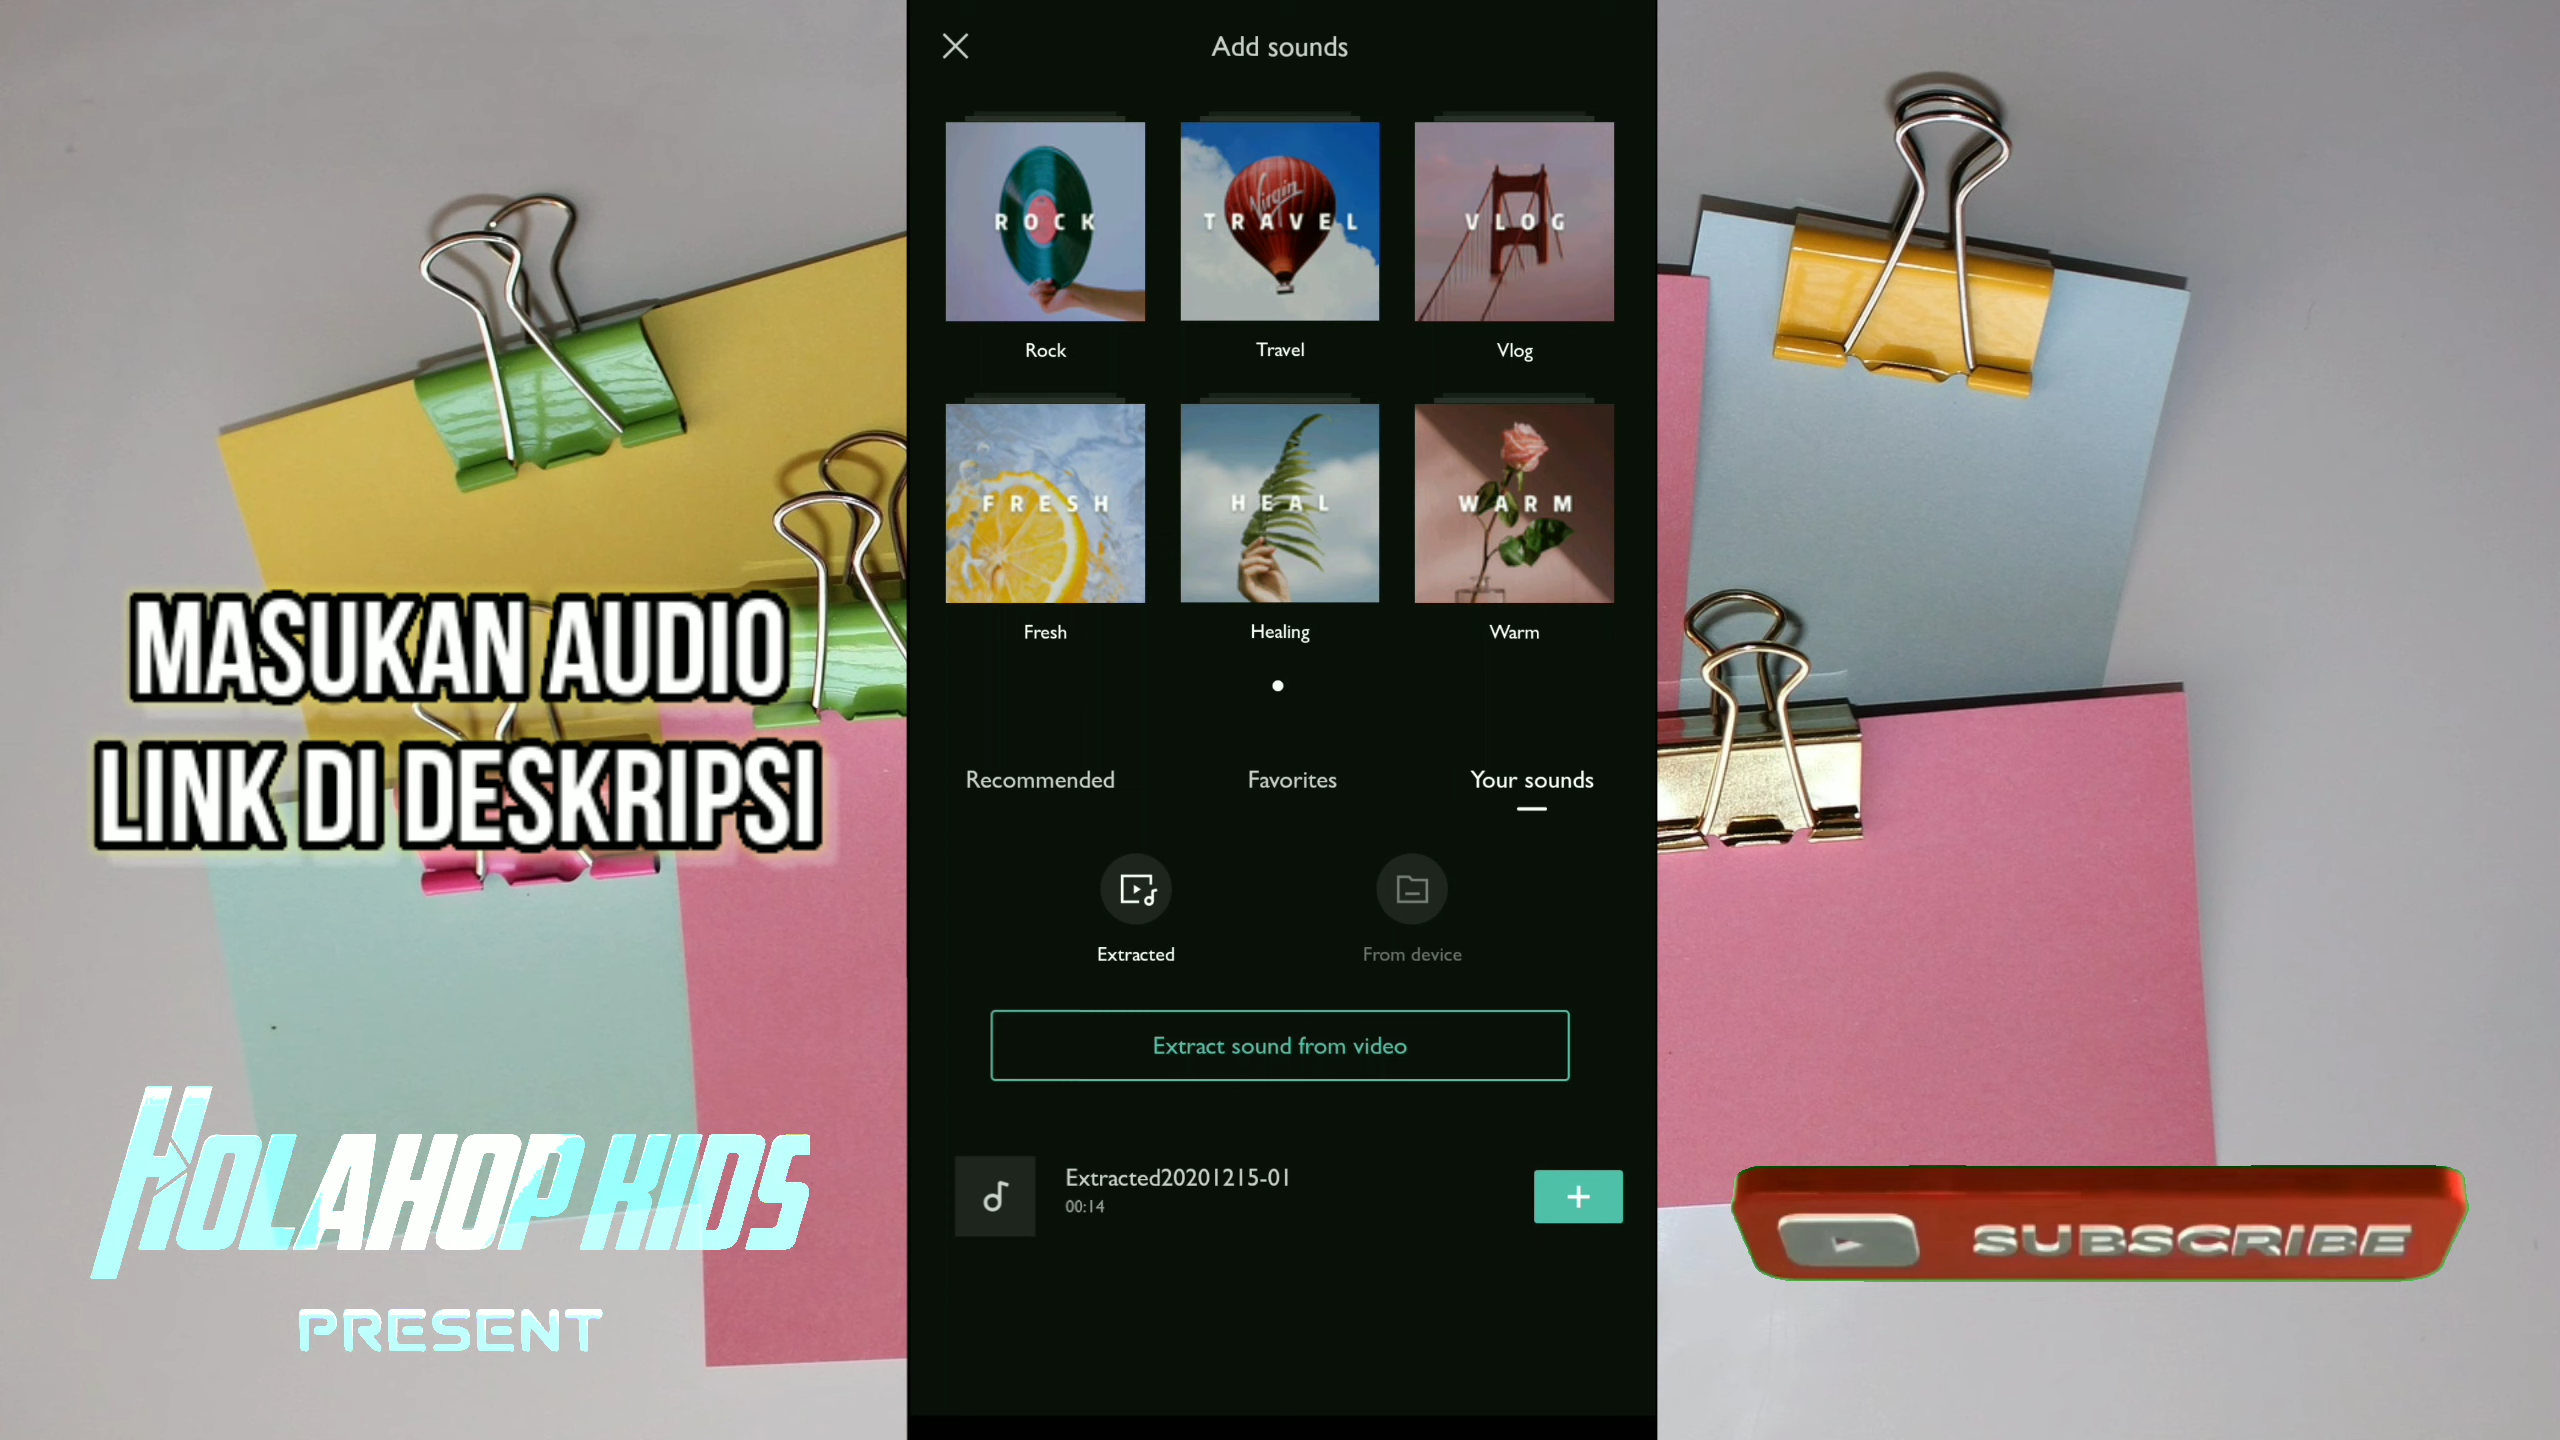 Add sounds
ROCK
TRAVEL
Virgin
VLOG
Rock
Travel
Vlog
FRESH
HEAL
WARM
Fresh
Healing
Warm
MASUKAN AUDIO
LINK DI DESKRIPSI
Recommended
Favorites
Your sounds
Extracted
From device
Extract sound from video
Extracted20201215-01
00:14
HOLAHOP KIDS
PRESENT
SUBSCRIBE